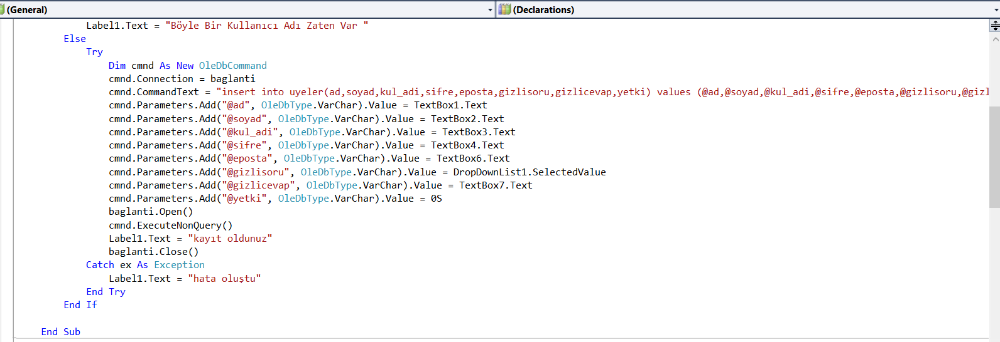 (General) (Declarations)
Label1.Text = "Böyle Bir Kullanıcı Adı Zaten Var "
Else
Try
Dim cmnd As New OleDbCommand
cmnd.Connection = baglanti
cmnd.CommandText = "insert into uyeler(ad,soyad,kul_adi,sifre,eposta,gizlisoru,gizlicevap,yetki) values (@ad,@soyad,@kul_adi,@sifre,@eposta,@gizlisoru,@gizl
cmnd.Parameters.Add("@ad", OleDbType.VarChar).Value = TextBox1.Text
cmnd.Parameters.Add("@soyad", OleDbType.VarChar).Value = TextBox2.Text
cmnd.Parameters.Add("@kul_adi", OleDbType.VarChar).Value = TextBox3.Text
cmnd.Parameters.Add("@sifre", OleDbType.VarChar).Value = TextBox4.Text
cmnd.Parameters.Add("@eposta", OleDbType.VarChar).Value = TextBox6.Text
cmnd.Parameters.Add("@gizlisoru", OleDbType.VarChar).Value = DropDownList1.SelectedValue
cmnd.Parameters.Add("@gizlicevap", OleDbType.VarChar).Value = TextBox7.Text
cmnd.Parameters.Add("@yetki", OleDbType.VarChar).Value = 0S
baglanti.Open()
cmnd.ExecuteNonQuery()
Label1.Text = "kayıt oldunuz"
baglanti.Close()
Catch ex As Exception
Label1.Text = "hata oluştu"
End Try
End If
End Sub